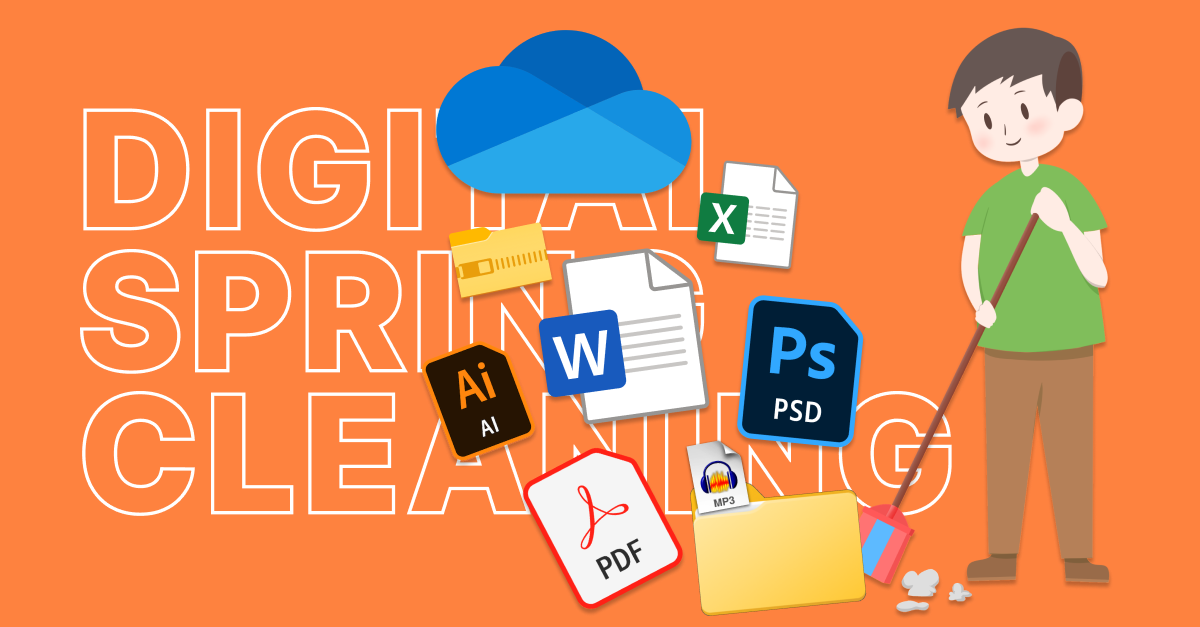 DIGITAL
SPRING
CLEANING
X
W
Ai
AI
Ps
PSD
MP3
PDF